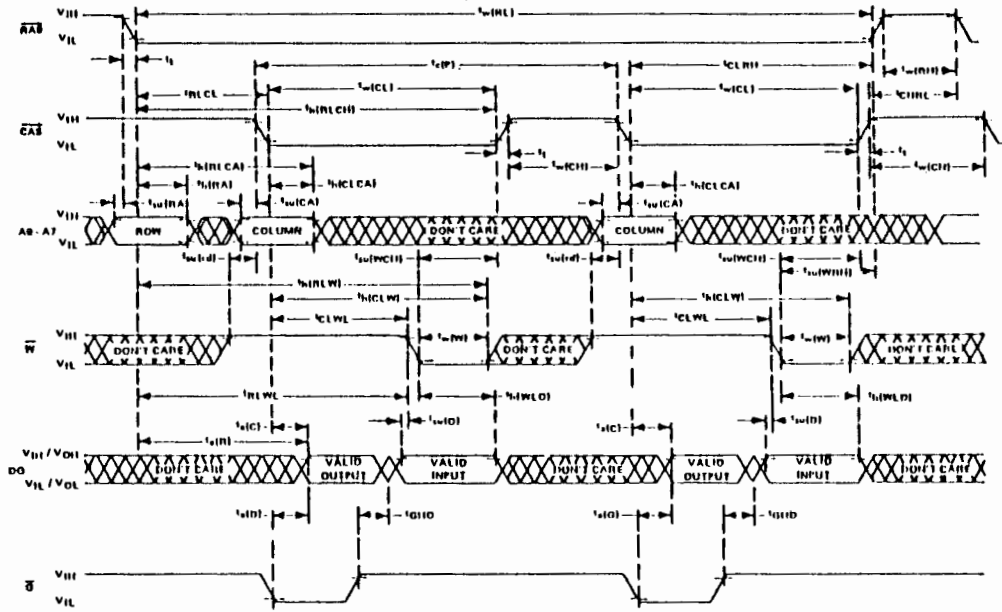 RAS
VIH
VIL
tw(RL)
tt
tc(P)
tCLRH
tw(RH)
tRLCL
tw(CL)
tw(CL)
tCHRL
th(RLCH)
CAS
VIH
VIL
tt
tt
tw(CH)
tw(CH)
th(RLCA)
th(RA)
th(CLCA)
th(CLCA)
tsu(RA)
tsu(CA)
tsu(CA)
A0 - A7
VIH
VIL
ROW
COLUMN
DON'T CARE
COLUMN
DON'T CARE
tsu(rd)
tsu(WCH)
tsu(rd)
tsu(WCH)
tsu(WRH)
th(RLW)
th(CLW)
th(CLW)
tCLWL
tCLWL
W
VIH
VIL
DON'T CARE
tw(W)
DON'T CARE
tw(W)
DON'T CARE
tRLWL
th(WLD)
th(WLD)
ta(C)
tsu(D)
ta(C)
tsu(D)
ta(R)
DQ
VIH / VOH
VIL / VOL
DON'T CARE
VALID OUTPUT
VALID INPUT
DON'T CARE
VALID OUTPUT
VALID INPUT
DON'T CARE
ta(G)
tGHD
ta(G)
tGHD
G
VIH
VIL